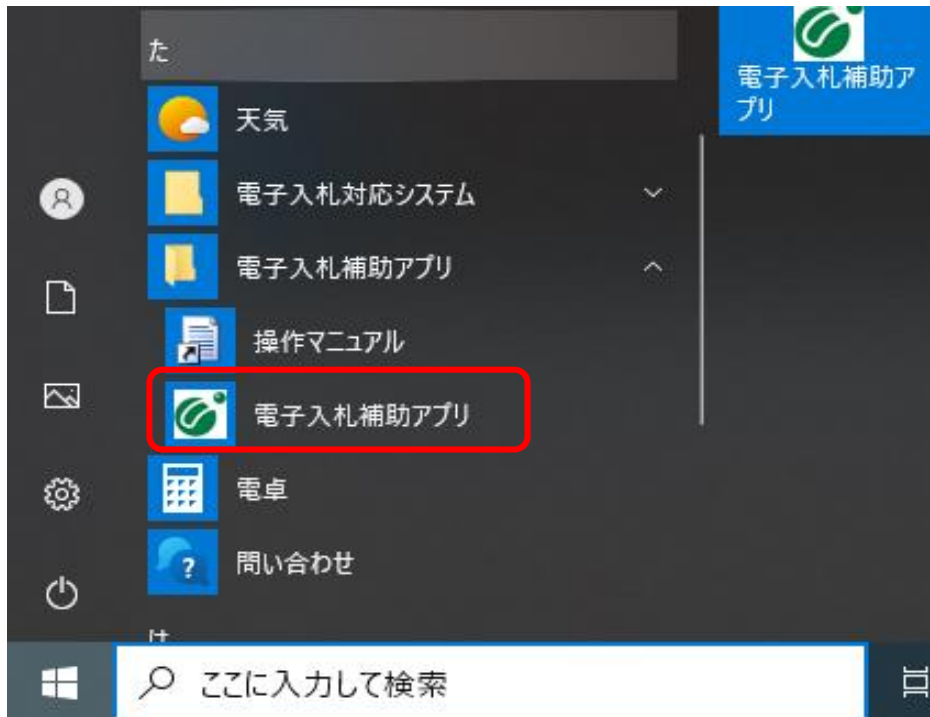 た
天気
電子入札対応システム
電子入札補助アプリ
操作マニュアル
電子入札補助アプリ
電卓
?
問い合わせ
は
ここに入力して検索
電子入札補助ア
プリ